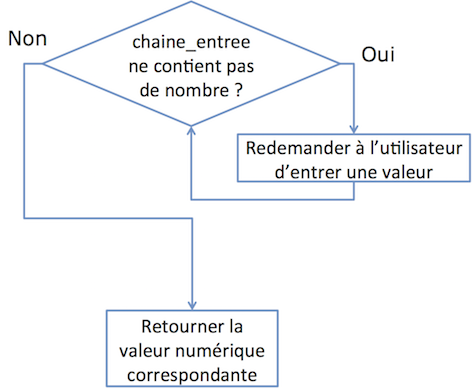 Non
chaine_entree
ne contient pas
de nombre ?
Oui
Redemander à l’utilisateur
d’entrer une valeur
Retourner la
valeur numérique
correspondante